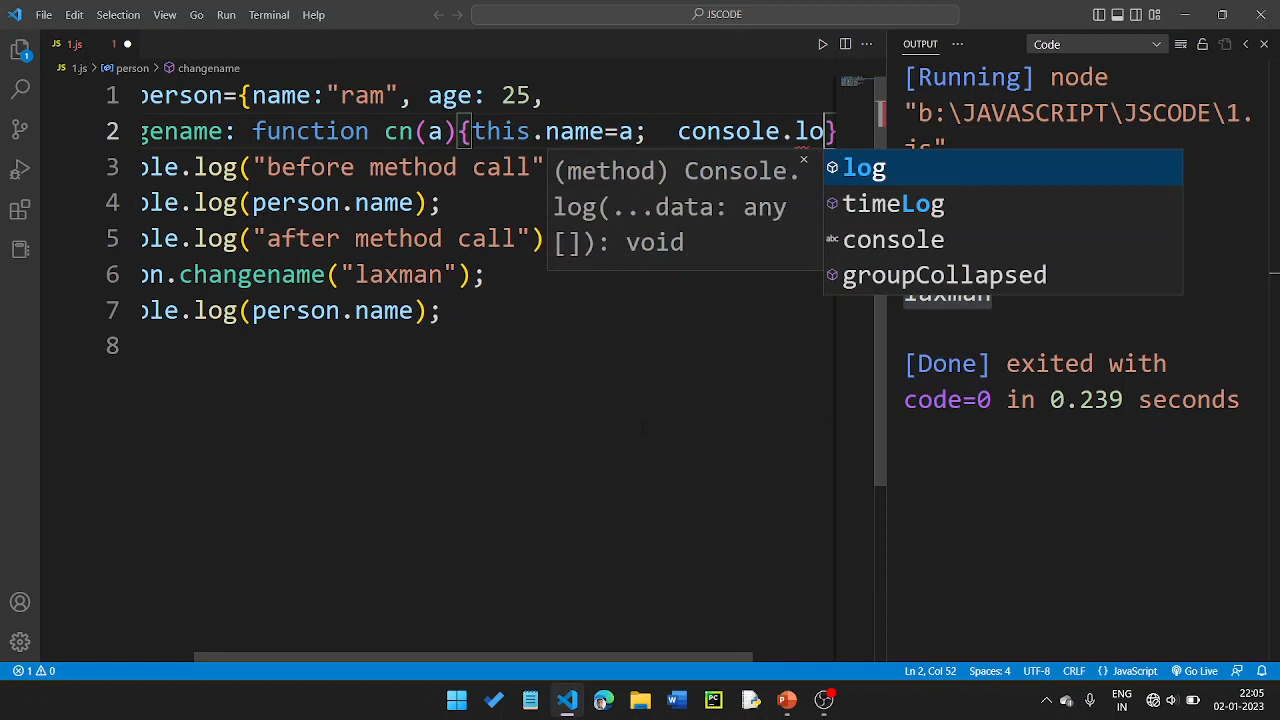 File Edit Selection View Go Run Terminal Help
JSCODE
1.js 1
OUTPUT
Code
1.js > person > changename
1 person={name:"ram", age: 25,
2 genename: function cn(a){this.name=a; console.lo}
3 ole.log("before method call"
4 ole.log(person.name);
5 ole.log("after method call")
6 on.changename("laxman");
7 ole.log(person.name);
8
(method) Console.
log(...data: any
[]): void
log
timeLog
console
groupCollapsed
[Running] node
"b:\JAVASCRIPT\JSCODE\1.
js"
laxman
[Done] exited with
code=0 in 0.239 seconds
1 0
Ln 2, Col 52 Spaces: 4 UTF-8 CRLF {} JavaScript Go Live
ENG
IN
22:05
02-01-2023